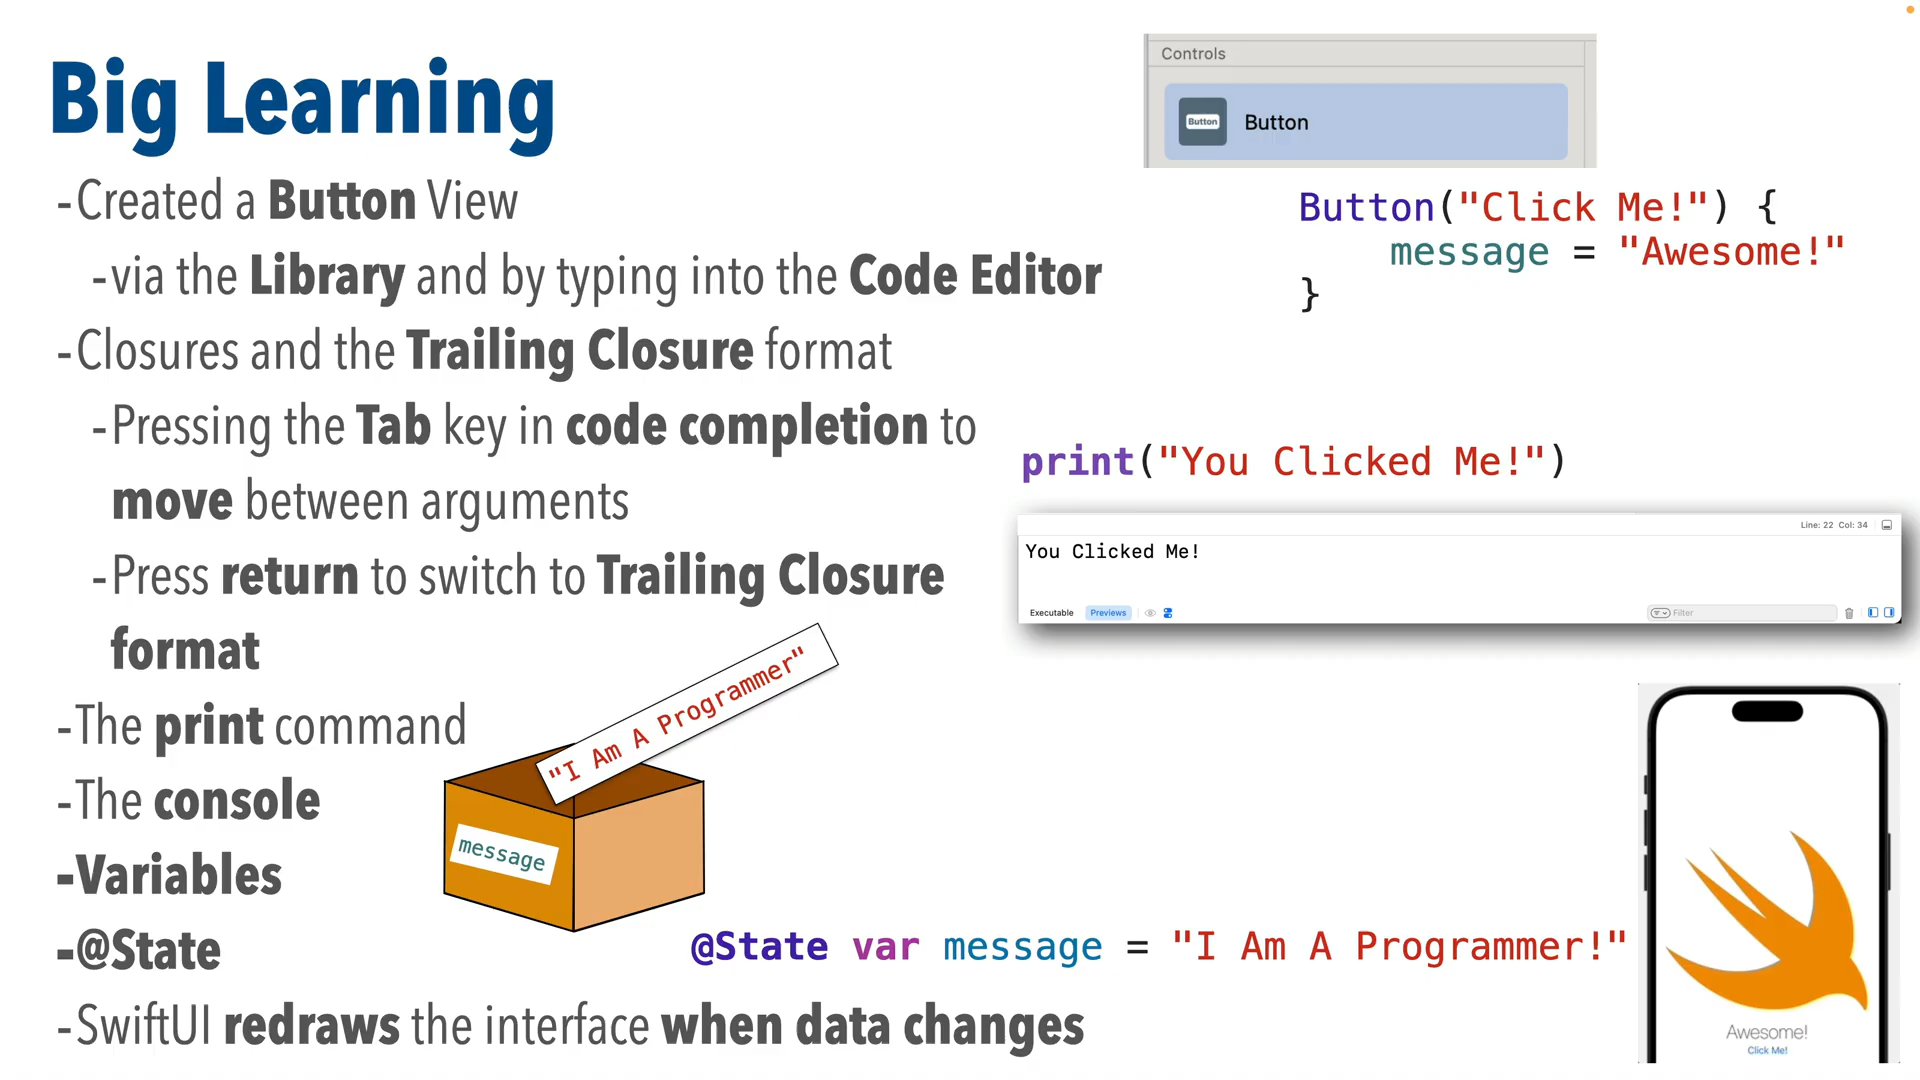 Big Learning
-Created a Button View
-via the Library and by typing into the Code Editor
-Closures and the Trailing Closure format
-Pressing the Tab key in code completion to
move between arguments
-Press return to switch to Trailing Closure
format
-The print command
-The console
-Variables
-@State
-SwiftUI redraws the interface when data changes
Controls
Button
Button
Button("Click Me!") {
message = "Awesome!"
}
print("You Clicked Me!")
Line: 22 Col: 34
You Clicked Me!
Executable
Previews
Filter
"I Am A Programmer"
message
@State var message = "I Am A Programmer!"
Awesome!
Click Me!